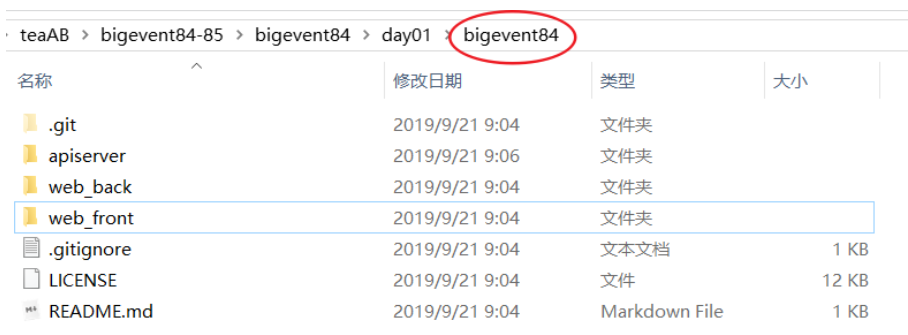 teaAB > bigevent84-85 > bigevent84 > day01 > bigevent84
名称 修改日期 类型 大小
.git 2019/9/21 9:04 文件夹
apiserver 2019/9/21 9:06 文件夹
web_back 2019/9/21 9:04 文件夹
web_front 2019/9/21 9:04 文件夹
.gitignore 2019/9/21 9:04 文本文档 1 KB
LICENSE 2019/9/21 9:04 文件 12 KB
README.md 2019/9/21 9:04 Markdown File 1 KB